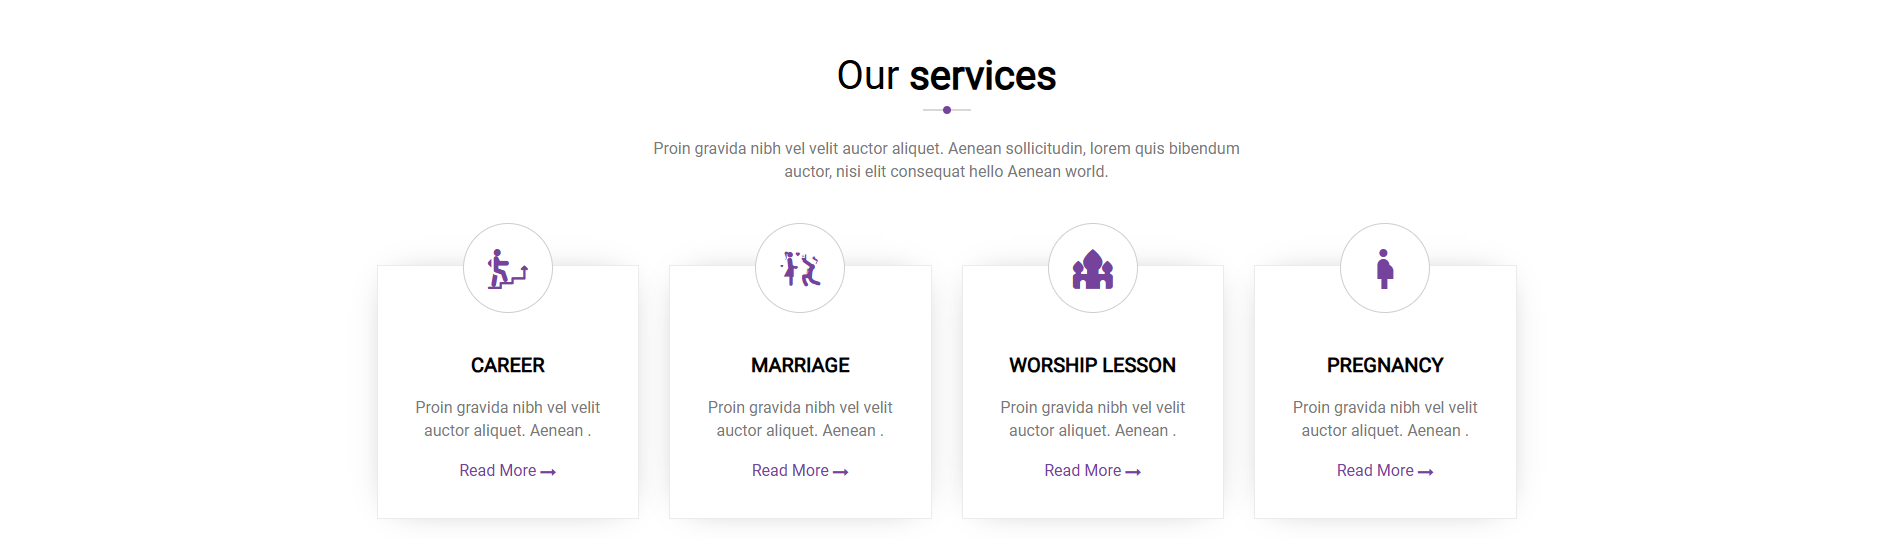 Our services
Proin gravida nibh vel velit auctor aliquet. Aenean sollicitudin, lorem quis bibendum
auctor, nisi elit consequat hello Aenean world.
CAREER
Proin gravida nibh vel velit
auctor aliquet. Aenean .
Read More
MARRIAGE
Proin gravida nibh vel velit
auctor aliquet. Aenean .
Read More
WORSHIP LESSON
Proin gravida nibh vel velit
auctor aliquet. Aenean .
Read More
PREGNANCY
Proin gravida nibh vel velit
auctor aliquet. Aenean .
Read More